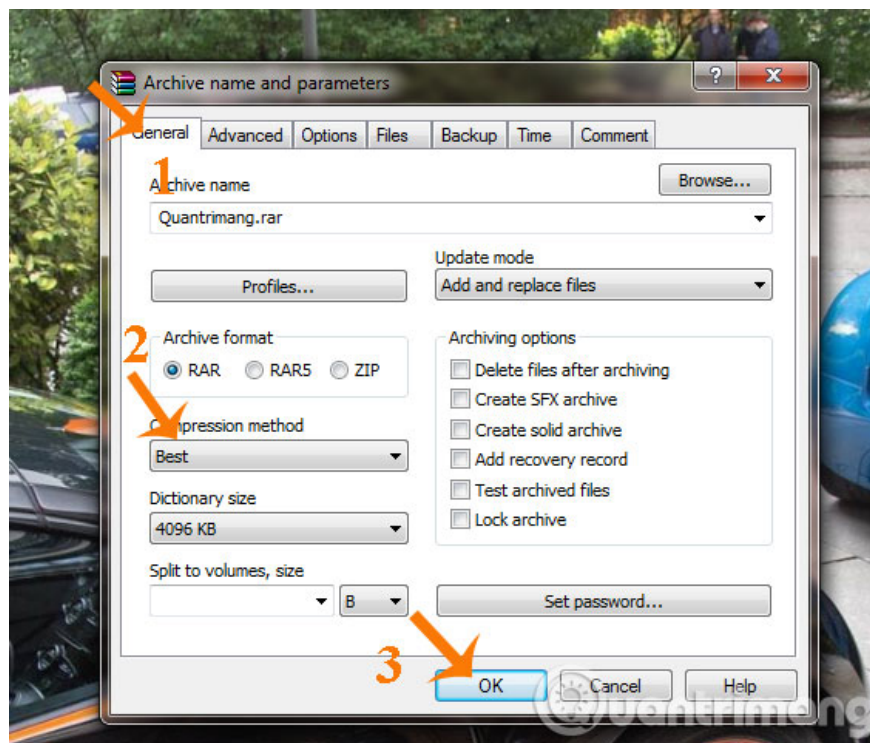 Archive name and parameters
? X
General Advanced Options Files Backup Time Comment
1
Archive name
Browse...
Quantrimang.rar
Update mode
Profiles...
Add and replace files
2
Archive format
RAR RAR5 ZIP
Archiving options
Delete files after archiving
Create SFX archive
Create solid archive
Add recovery record
Test archived files
Lock archive
Compression method
Best
Dictionary size
4096 KB
Split to volumes, size
B
Set password...
3
OK Cancel Help
Quantrimang